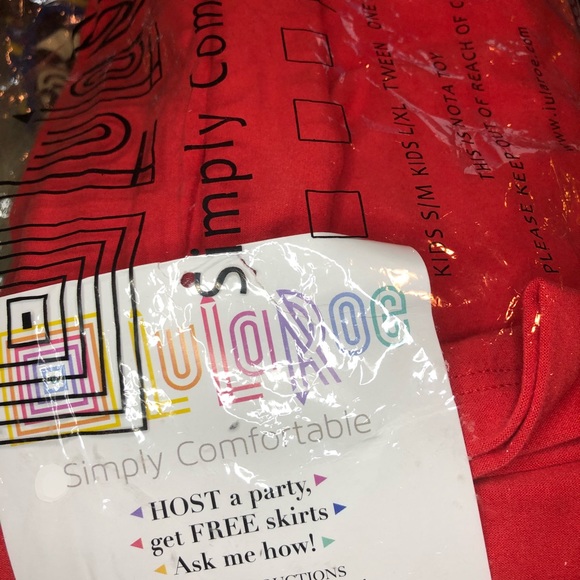 Simply Com
KIDS S/M KIDS L/XL TWEEN ONE
THIS IS NOT A TOY
PLEASE KEEP OUT OF REACH OF C
www.lularoe.com
LuLaRoe
Simply Comfortable
HOST a party,
get FREE skirts
Ask me how!
UCTIONS